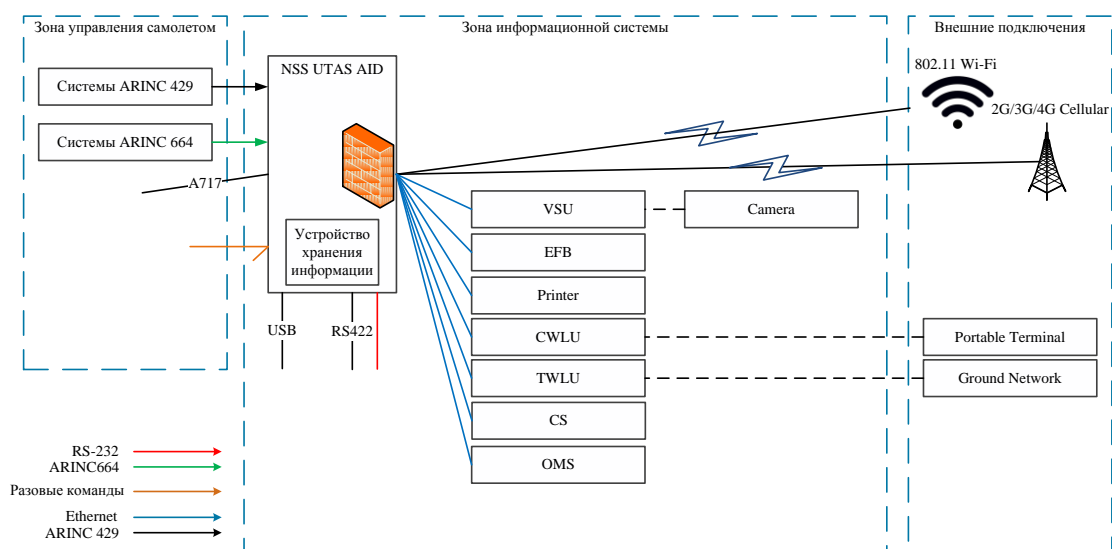 Зона управления самолетом
Зона информационной системы
Внешние подключения
Системы ARINC 429
Системы ARINC 664
A717
NSS UTAS AID
Устройство
хранения
информации
USB
RS422
802.11 Wi-Fi
2G/3G/4G Cellular
VSU
Camera
EFB
Printer
CWLU
Portable Terminal
TWLU
Ground Network
CS
OMS
RS-232
ARINC664
Разовые команды
Ethernet
ARINC 429